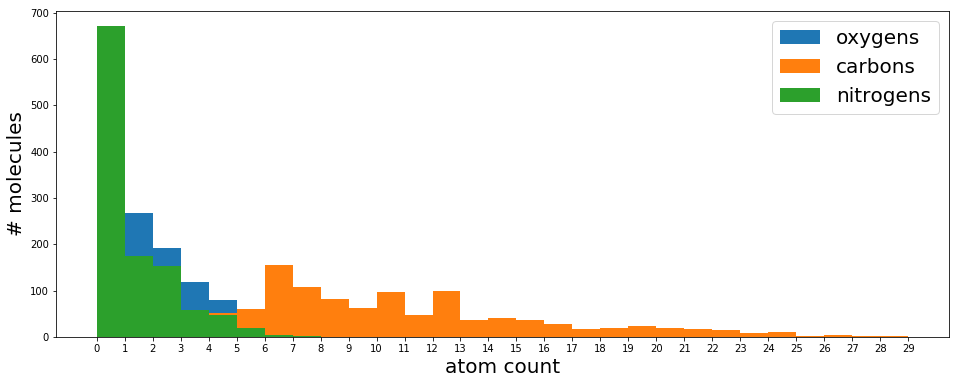 700
600
500
400
300
200
100
0
# molecules
oxygens
carbons
nitrogens
0 1 2 3 4 5 6 7 8 9 10 11 12 13 14 15 16 17 18 19 20 21 22 23 24 25 26 27 28 29
atom count